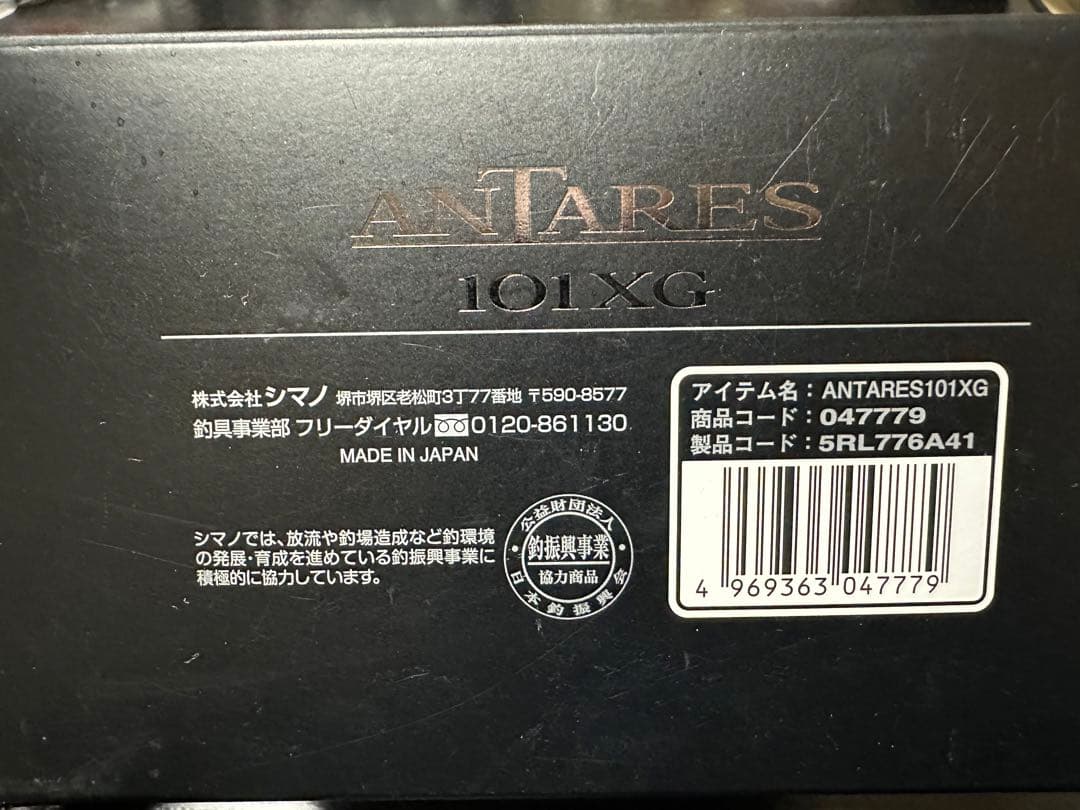 ANTARES
101XG
株式会社 シマノ 堺市堺区老松町3丁77番地 〒590-8577
釣具事業部 フリーダイヤル 0120-861130
MADE IN JAPAN
シマノでは、放流や釣場造成など釣環境
の発展・育成を進めている釣振興事業に
積極的に協力しています。
公益財団法人
釣振興事業
協力商品
日本釣振興会
アイテム名：ANTARES101XG
商品コード：047779
製品コード：5RL776A41
4 969363 047779